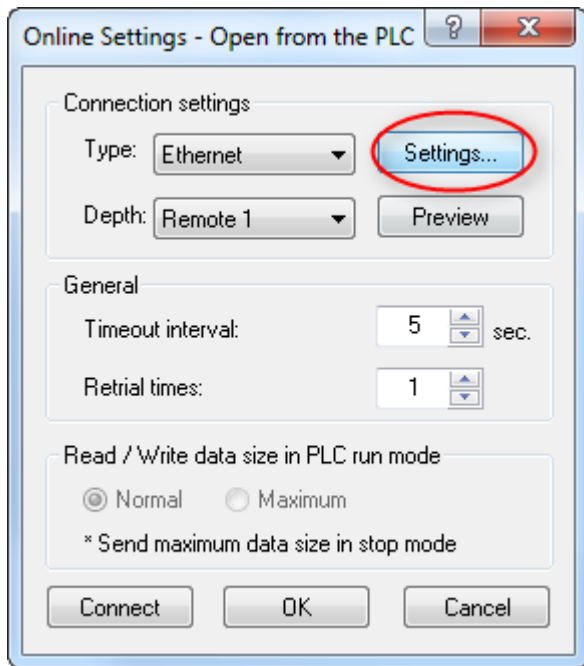 Online Settings - Open from the PLC
Connection settings
Type: Ethernet Settings...
Depth: Remote 1 Preview
General
Timeout interval: 5 sec.
Retrial times: 1
Read / Write data size in PLC run mode
Normal Maximum
* Send maximum data size in stop mode
Connect OK Cancel